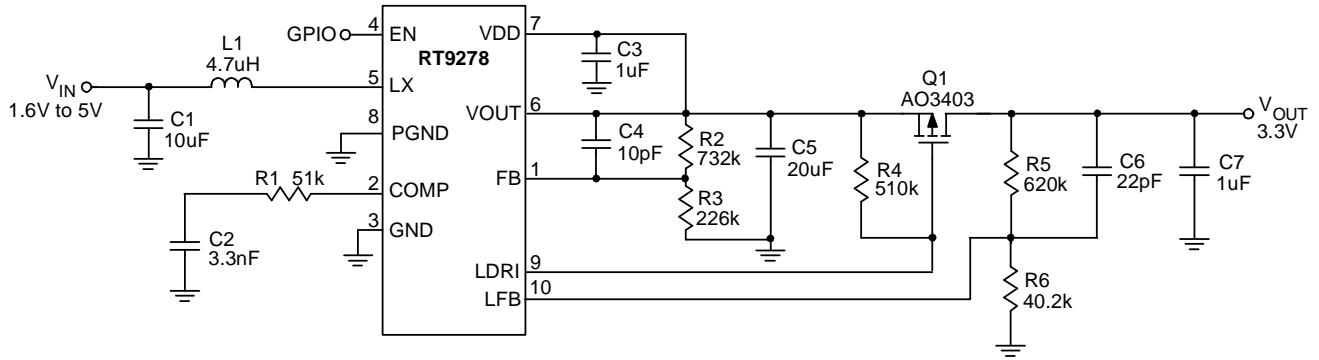 GPIO
4
EN
RT9278
VDD
7
L1
4.7uH
C3
1uF
Q1
AO3403
VIN
1.6V to 5V
5
LX
C1
10uF
VOUT
6
VOUT
3.3V
8
PGND
C4
10pF
R2
732k
C5
20uF
R4
510k
R5
620k
C6
22pF
C7
1uF
R1 51k
2
COMP
FB
1
R3
226k
3
GND
C2
3.3nF
LDRI
9
LFB
10
R6
40.2k